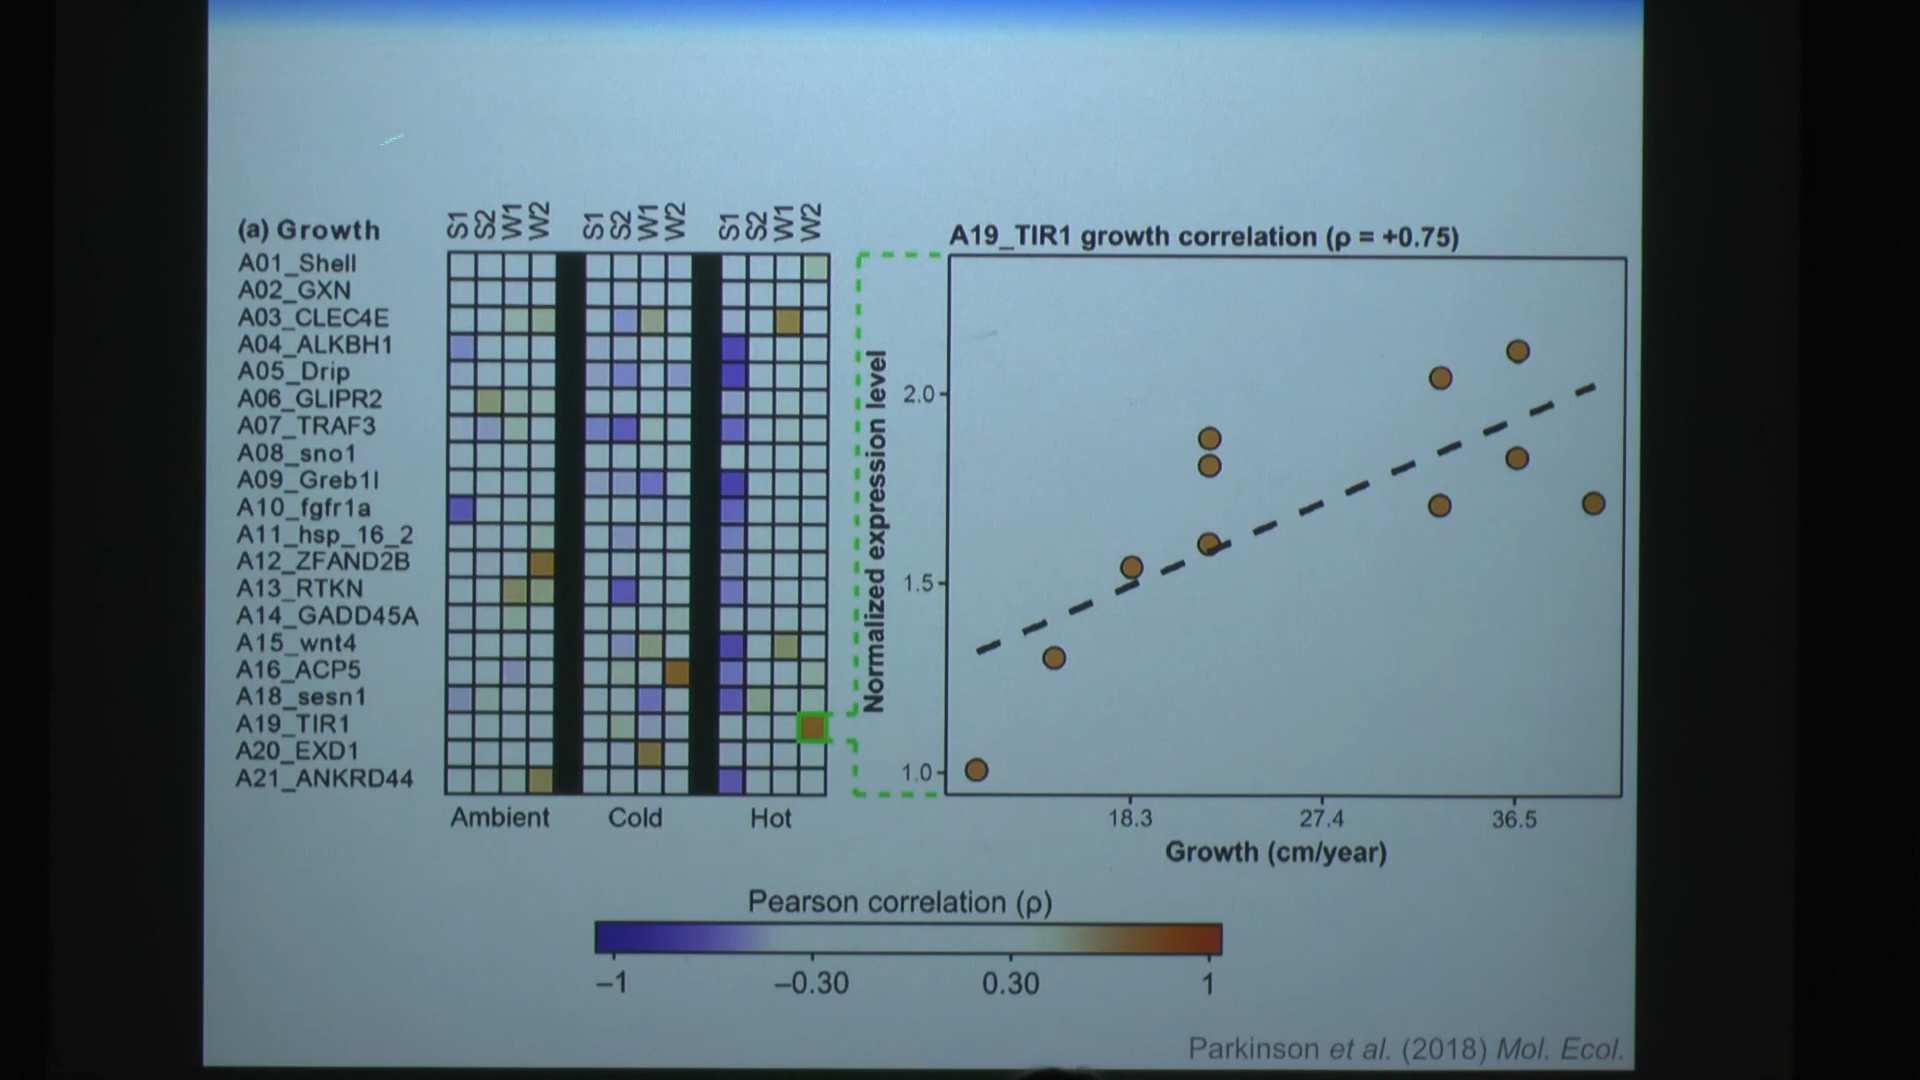 (a) Growth
S1 S2 W1 W2 S1 S2 W1 W2 S1 S2 W1 W2
A01_Shell
A02_GXN
A03_CLEC4E
A04_ALKBH1
A05_Drip
A06_GLIPR2
A07_TRAF3
A08_sno1
A09_Greb1l
A10_fgfr1a
A11_hsp_16_2
A12_ZFAND2B
A13_RTKN
A14_GADD45A
A15_wnt4
A16_ACP5
A18_sesn1
A19_TIR1
A20_EXD1
A21_ANKRD44
Ambient Cold Hot
A19_TIR1 growth correlation (ρ = +0.75)
Normalized expression level
2.0
1.5
1.0
18.3 27.4 36.5
Growth (cm/year)
Pearson correlation (ρ)
–1 –0.30 0.30 1
Parkinson et al. (2018) Mol. Ecol.